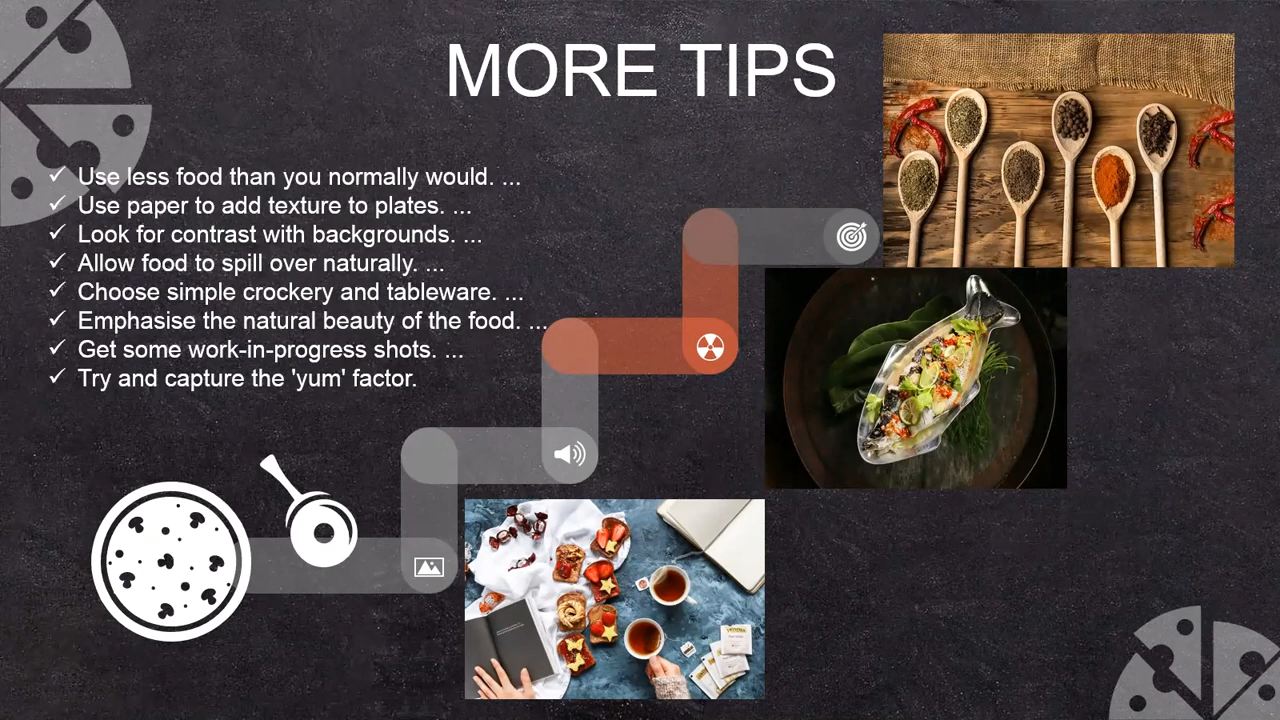 MORE TIPS
✓ Use less food than you normally would. ...
✓ Use paper to add texture to plates. ...
✓ Look for contrast with backgrounds. ...
✓ Allow food to spill over naturally. ...
✓ Choose simple crockery and tableware. ...
✓ Emphasise the natural beauty of the food. ...
✓ Get some work-in-progress shots. ...
✓ Try and capture the 'yum' factor.